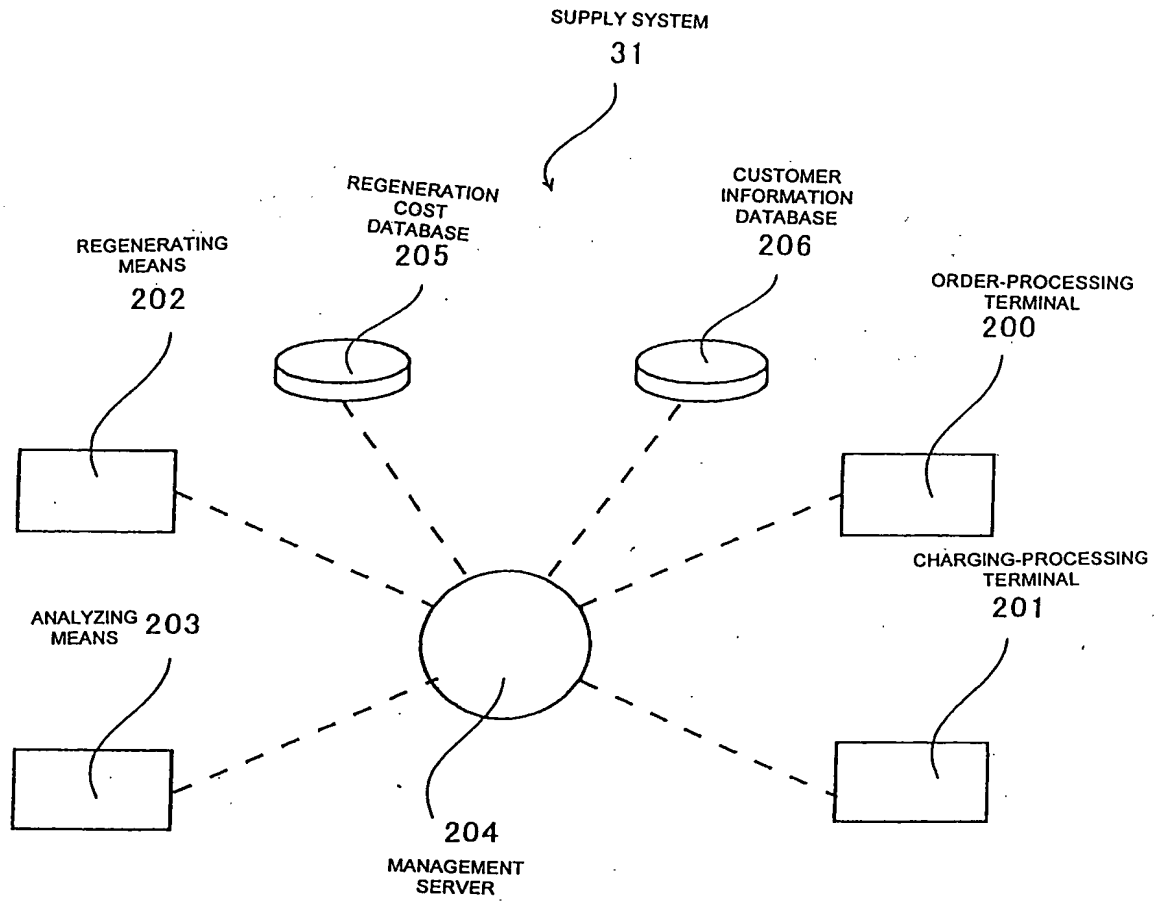 SUPPLY SYSTEM
31
REGENERATION
COST
DATABASE
205
CUSTOMER
INFORMATION
DATABASE
206
REGENERATING
MEANS
202
ORDER-PROCESSING
TERMINAL
200
CHARGING-PROCESSING
TERMINAL
201
ANALYZING 203
MEANS
204
MANAGEMENT
SERVER